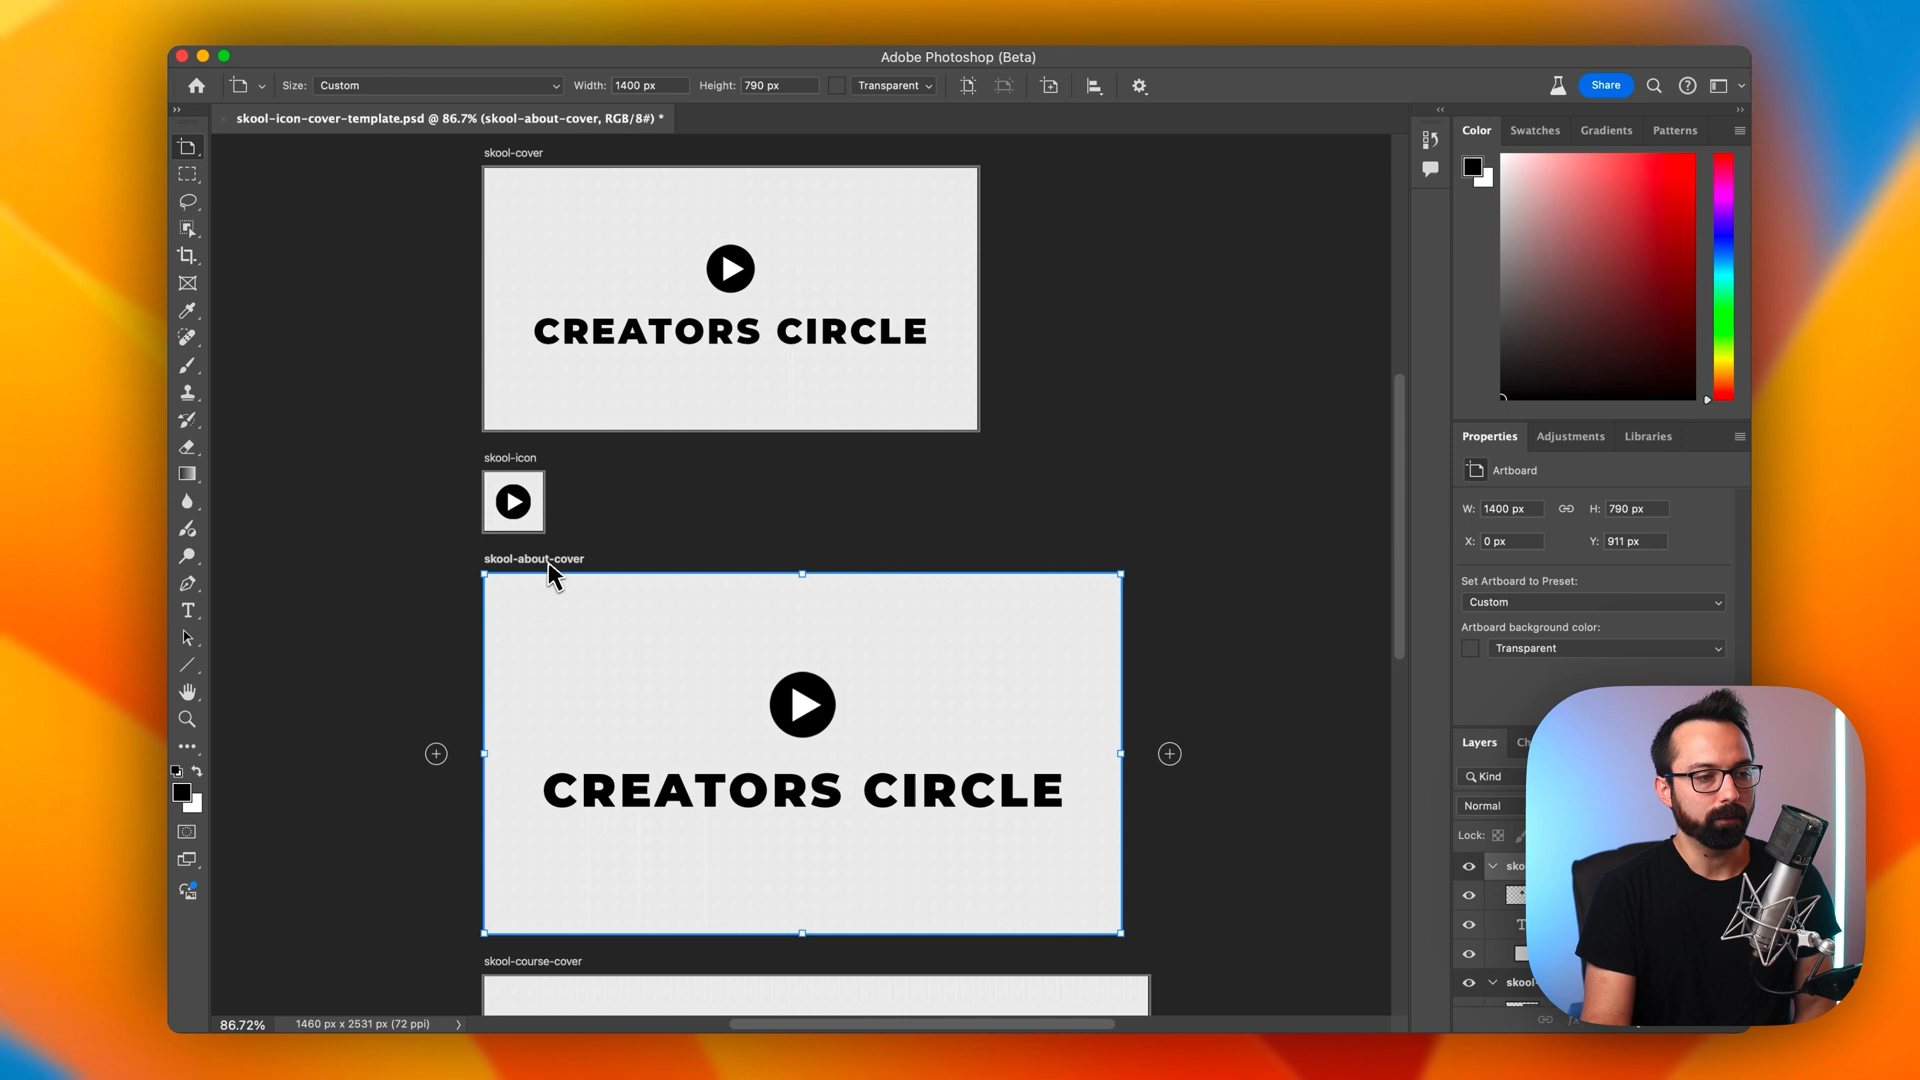 Adobe Photoshop (Beta)
Size: Custom Width: 1400 px Height: 790 px Transparent Share
skool-icon-cover-template.psd @ 86.7% (skool-about-cover, RGB/8#) *
Color Swatches Gradients Patterns
skool-cover
CREATORS CIRCLE
Properties Adjustments Libraries
skool-icon
Artboard
W: 1400 px H: 790 px
X: 0 px Y: 911 px
skool-about-cover
Set Artboard to Preset:
Custom
Artboard background color:
Transparent
CREATORS CIRCLE
Layers Ch
Kind
Normal
Lock:
sko
T
skool-course-cover
skool-
86.72% 1460 px x 2531 px (72 ppi)